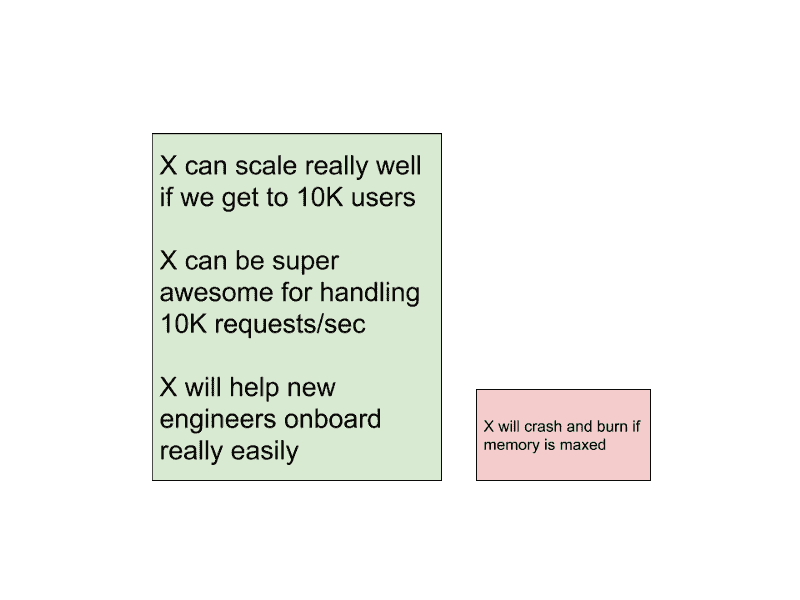 X can scale really well
if we get to 10K users
X can be super
awesome for handling
10K requests/sec
X will help new
engineers onboard
really easily
X will crash and burn if
memory is maxed